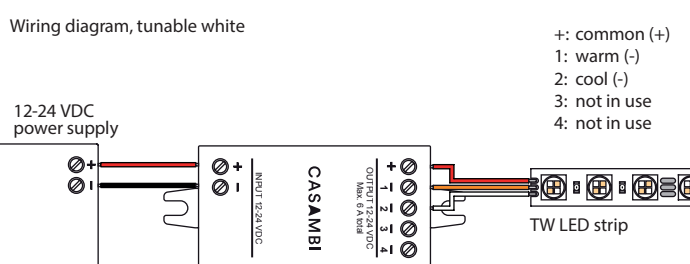 Wiring diagram, tunable white
+: common (+)
1: warm (-)
2: cool (-)
3: not in use
4: not in use
12-24 VDC
power supply
+
-
+
-
INPUT 12-24 VDC
CASAMBI
OUTPUT 12-24 VDC
Max. 6 A total
+
1 -
2 -
3 -
4 -
TW LED strip